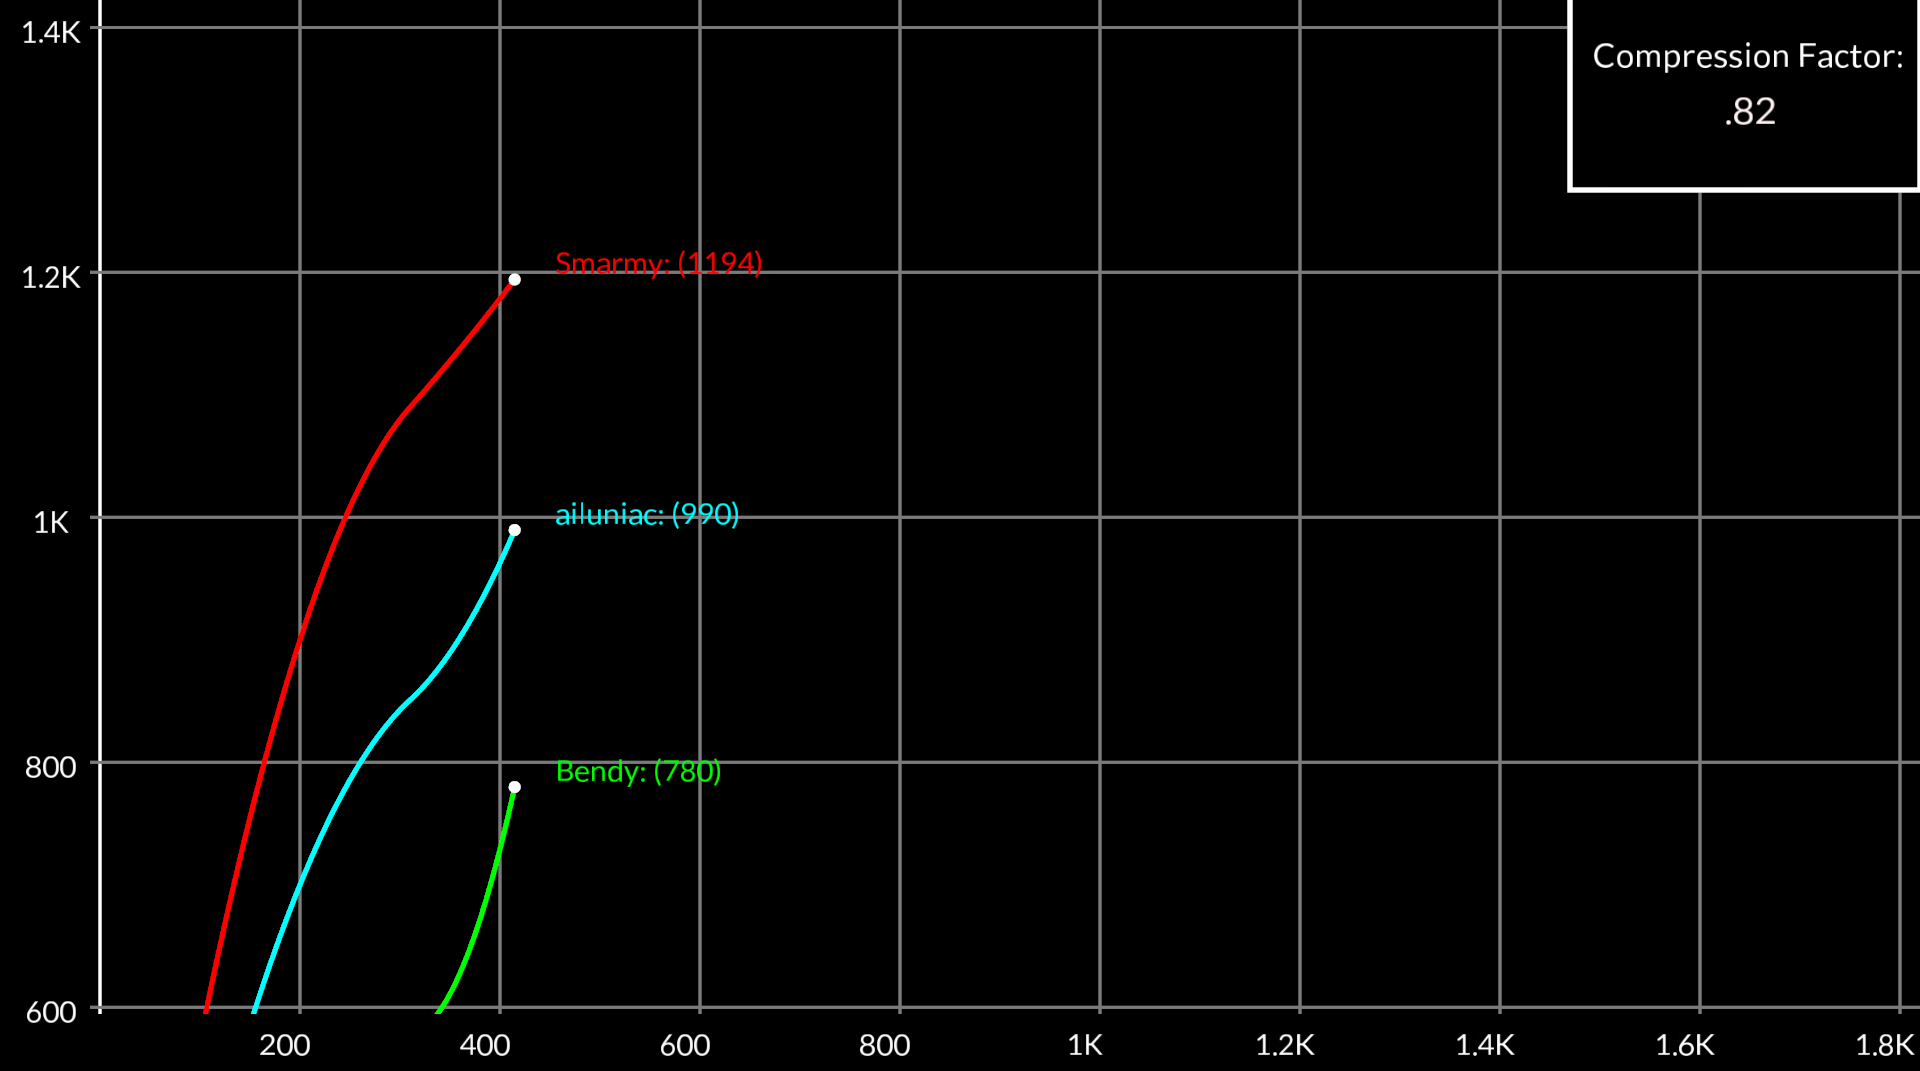 1.4K
Compression Factor:
.82
Smarmy: (1194)
1.2K
ailuniac: (990)
1K
Bendy: (780)
800
600
200 400 600 800 1K 1.2K 1.4K 1.6K 1.8K